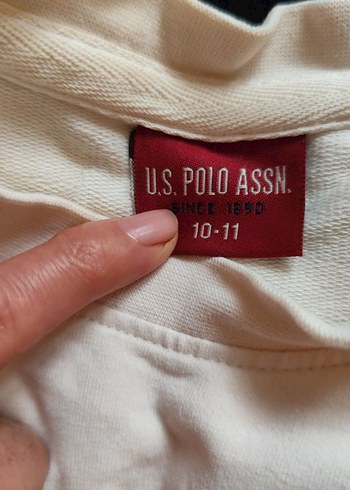 U.S. POLO ASSN.
SINCE 1890
10-11